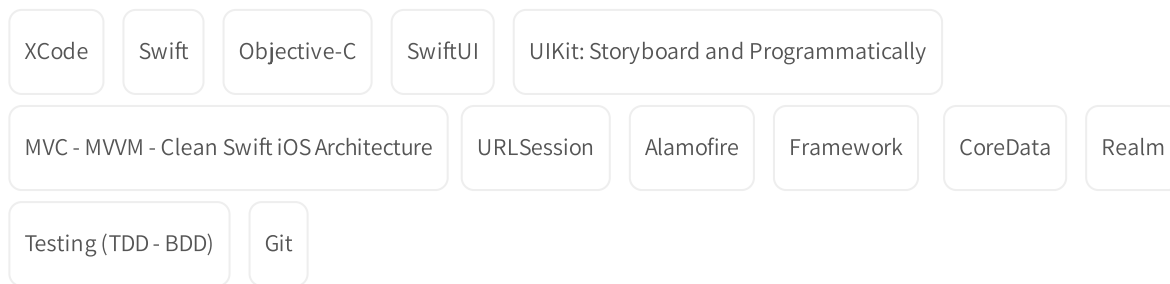 XCode Swift Objective-C SwiftUI UIKit: Storyboard and Programmatically
MVC - MVVM - Clean Swift iOS Architecture URLSession Alamofire Framework CoreData Realm
Testing (TDD - BDD) Git